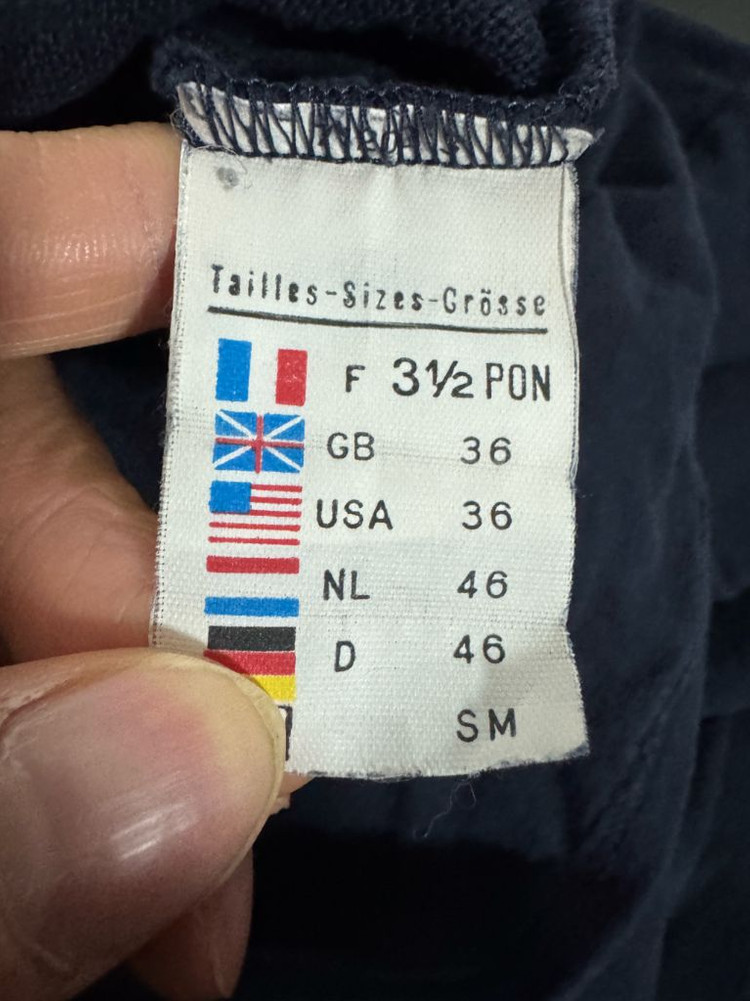 Tailles-Sizes-Grösse
F 3½ PON
GB 36
USA 36
NL 46
D 46
SM